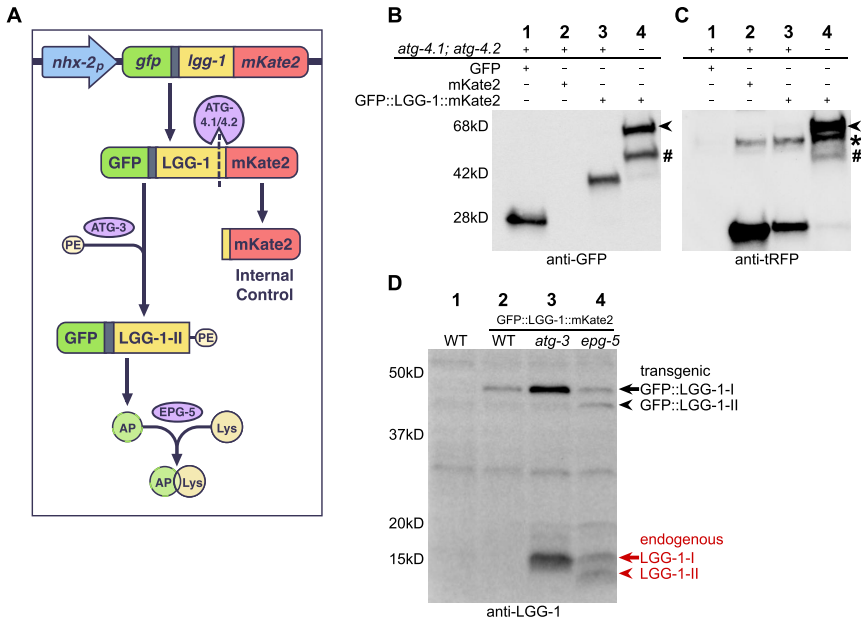 A
nhx-2p
gfp
lgg-1
mKate2
ATG-
4.1/4.2
GFP
LGG-1
mKate2
ATG-3
PE
mKate2
Internal
Control
GFP
LGG-1-II
PE
EPG-5
AP
Lys
AP
Lys
B
1 2 3 4
atg-4.1; atg-4.2 + + + –
GFP + – – –
mKate2 – + – –
GFP::LGG-1::mKate2 – – + +
68kD
#
42kD
28kD
anti-GFP
C
1 2 3 4
+ + + –
+ – – –
– + – –
– – + +
*
#
anti-tRFP
D
1 2 3 4
GFP::LGG-1::mKate2
WT WT atg-3 epg-5
50kD
transgenic
GFP::LGG-1-I
GFP::LGG-1-II
37kD
20kD
endogenous
15kD
LGG-1-I
LGG-1-II
anti-LGG-1